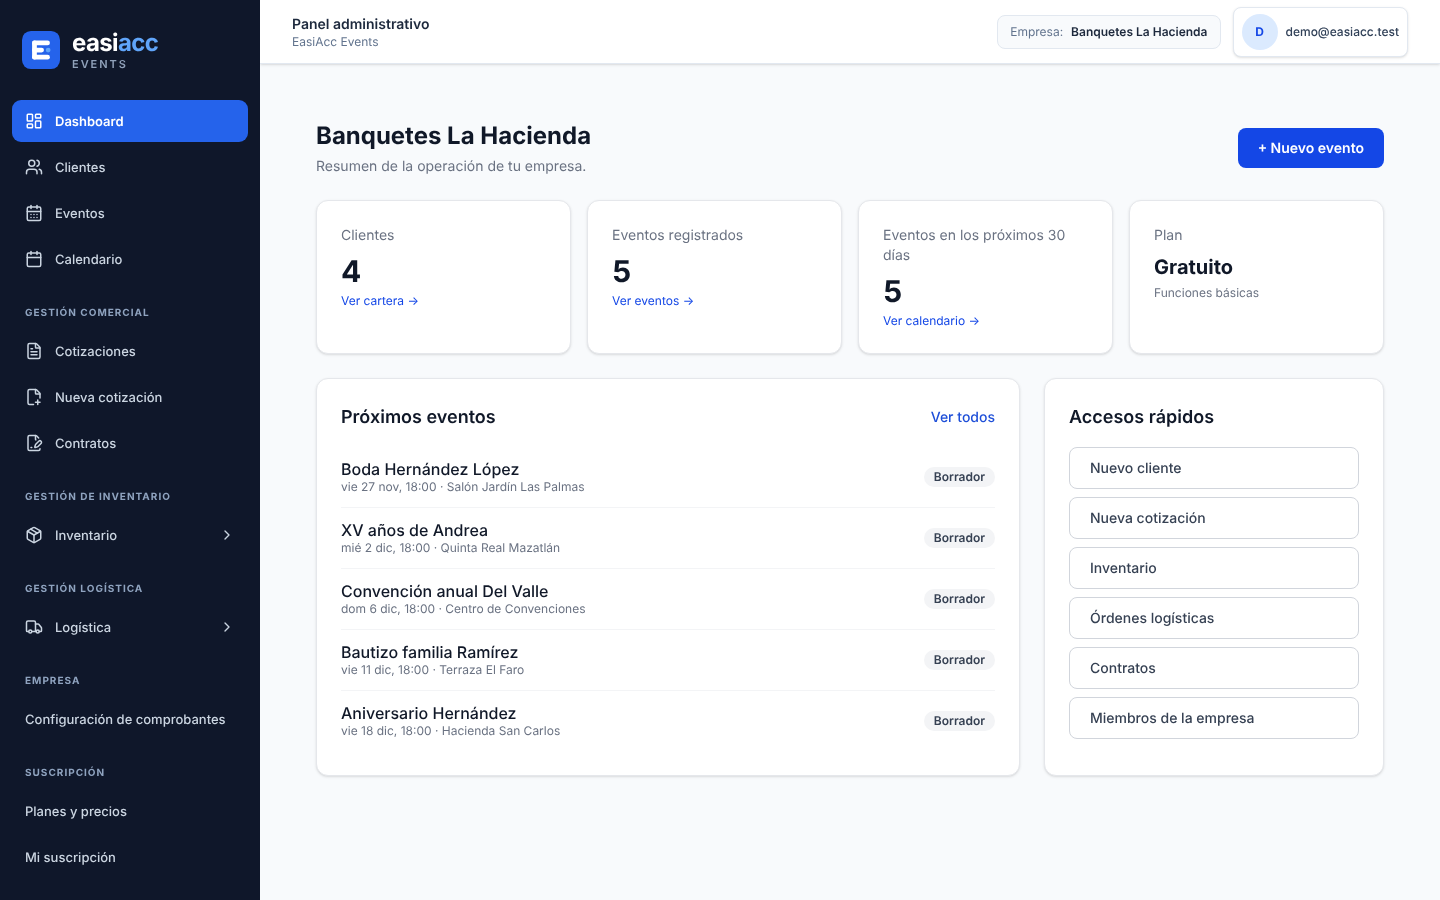 easiacc
EVENTS
Dashboard
Clientes
Eventos
Calendario
GESTIÓN COMERCIAL
Cotizaciones
Nueva cotización
Contratos
GESTIÓN DE INVENTARIO
Inventario
GESTIÓN LOGÍSTICA
Logística
EMPRESA
Configuración de comprobantes
SUSCRIPCIÓN
Planes y precios
Mi suscripción
Panel administrativo
EasiAcc Events
Empresa: Banquetes La Hacienda
D demo@easiacc.test
Banquetes La Hacienda
Resumen de la operación de tu empresa.
+ Nuevo evento
Clientes
4
Ver cartera →
Eventos registrados
5
Ver eventos →
Eventos en los próximos 30
días
5
Ver calendario →
Plan
Gratuito
Funciones básicas
Próximos eventos
Ver todos
Boda Hernández López
vie 27 nov, 18:00 · Salón Jardín Las Palmas
Borrador
XV años de Andrea
mié 2 dic, 18:00 · Quinta Real Mazatlán
Borrador
Convención anual Del Valle
dom 6 dic, 18:00 · Centro de Convenciones
Borrador
Bautizo familia Ramírez
vie 11 dic, 18:00 · Terraza El Faro
Borrador
Aniversario Hernández
vie 18 dic, 18:00 · Hacienda San Carlos
Borrador
Accesos rápidos
Nuevo cliente
Nueva cotización
Inventario
Órdenes logísticas
Contratos
Miembros de la empresa